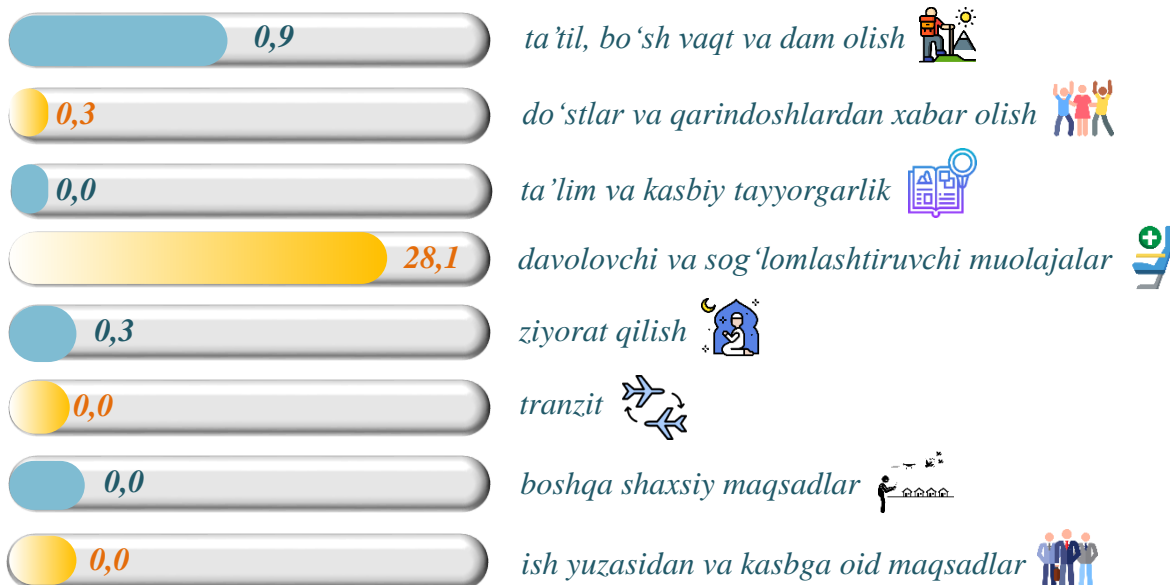 0,9 ta’til, bo‘sh vaqt va dam olish
0,3 do‘stlar va qarindoshlardan xabar olish
0,0 ta’lim va kasbiy tayyorgarlik
28,1 davolovchi va sog‘lomlashtiruvchi muolajalar
0,3 ziyorat qilish
0,0 tranzit
0,0 boshqa shaxsiy maqsadlar
0,0 ish yuzasidan va kasbga oid maqsadlar